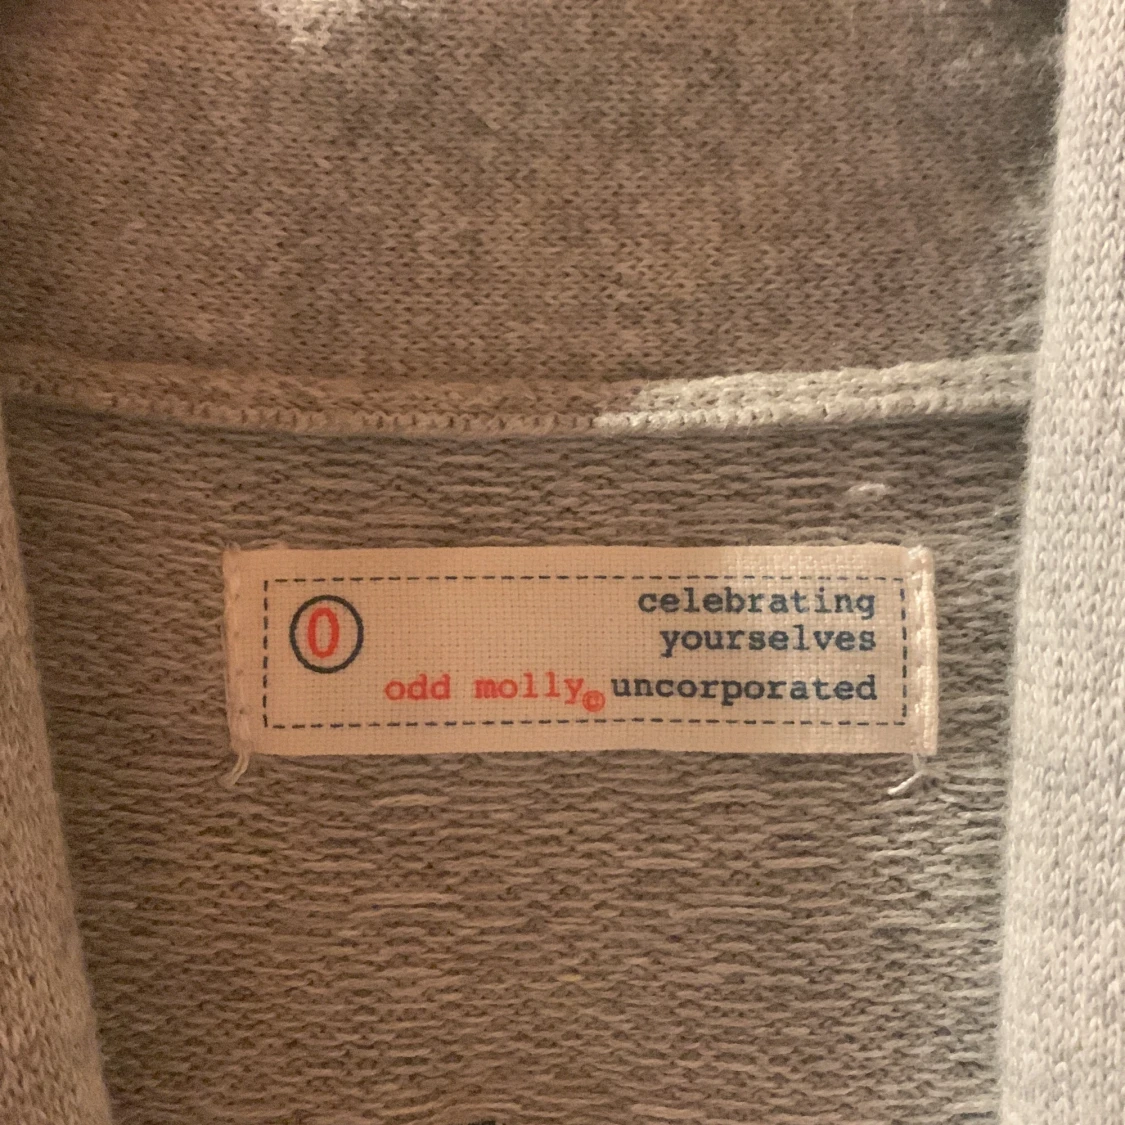 0
celebrating
yourselves
odd molly© uncorporated